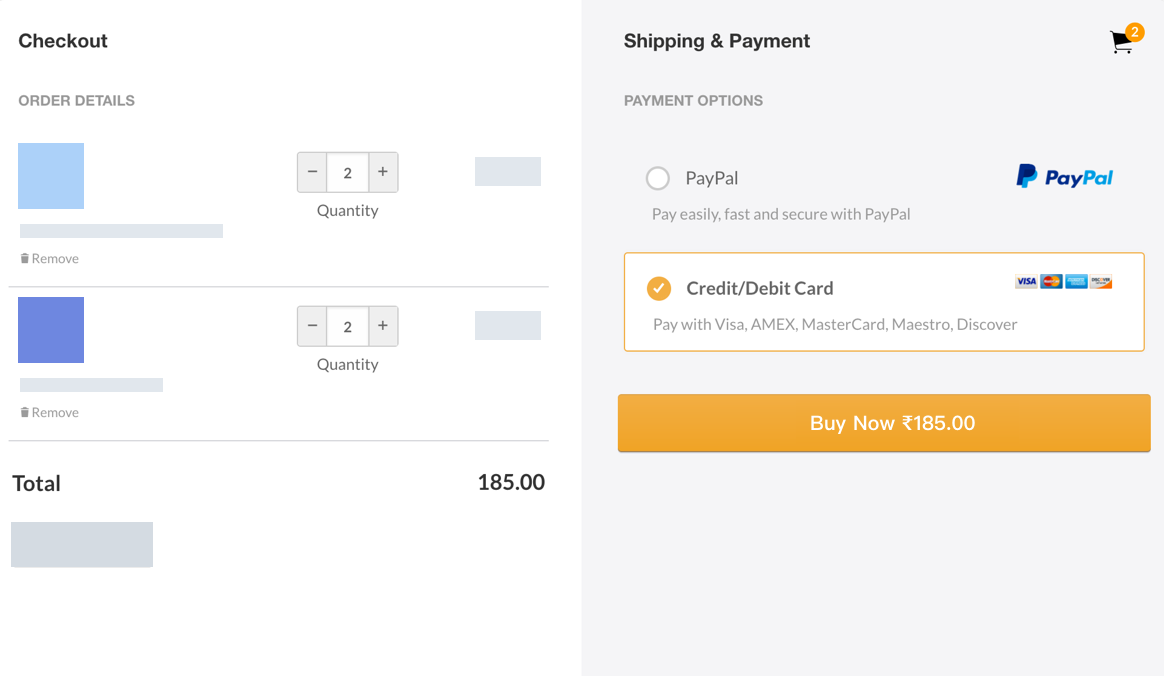 Checkout
ORDER DETAILS
− 2 +
Quantity
Remove
− 2 +
Quantity
Remove
Total 185.00
Shipping & Payment
2
PAYMENT OPTIONS
PayPal PayPal
Pay easily, fast and secure with PayPal
Credit/Debit Card VISA
Pay with Visa, AMEX, MasterCard, Maestro, Discover
Buy Now ₹185.00